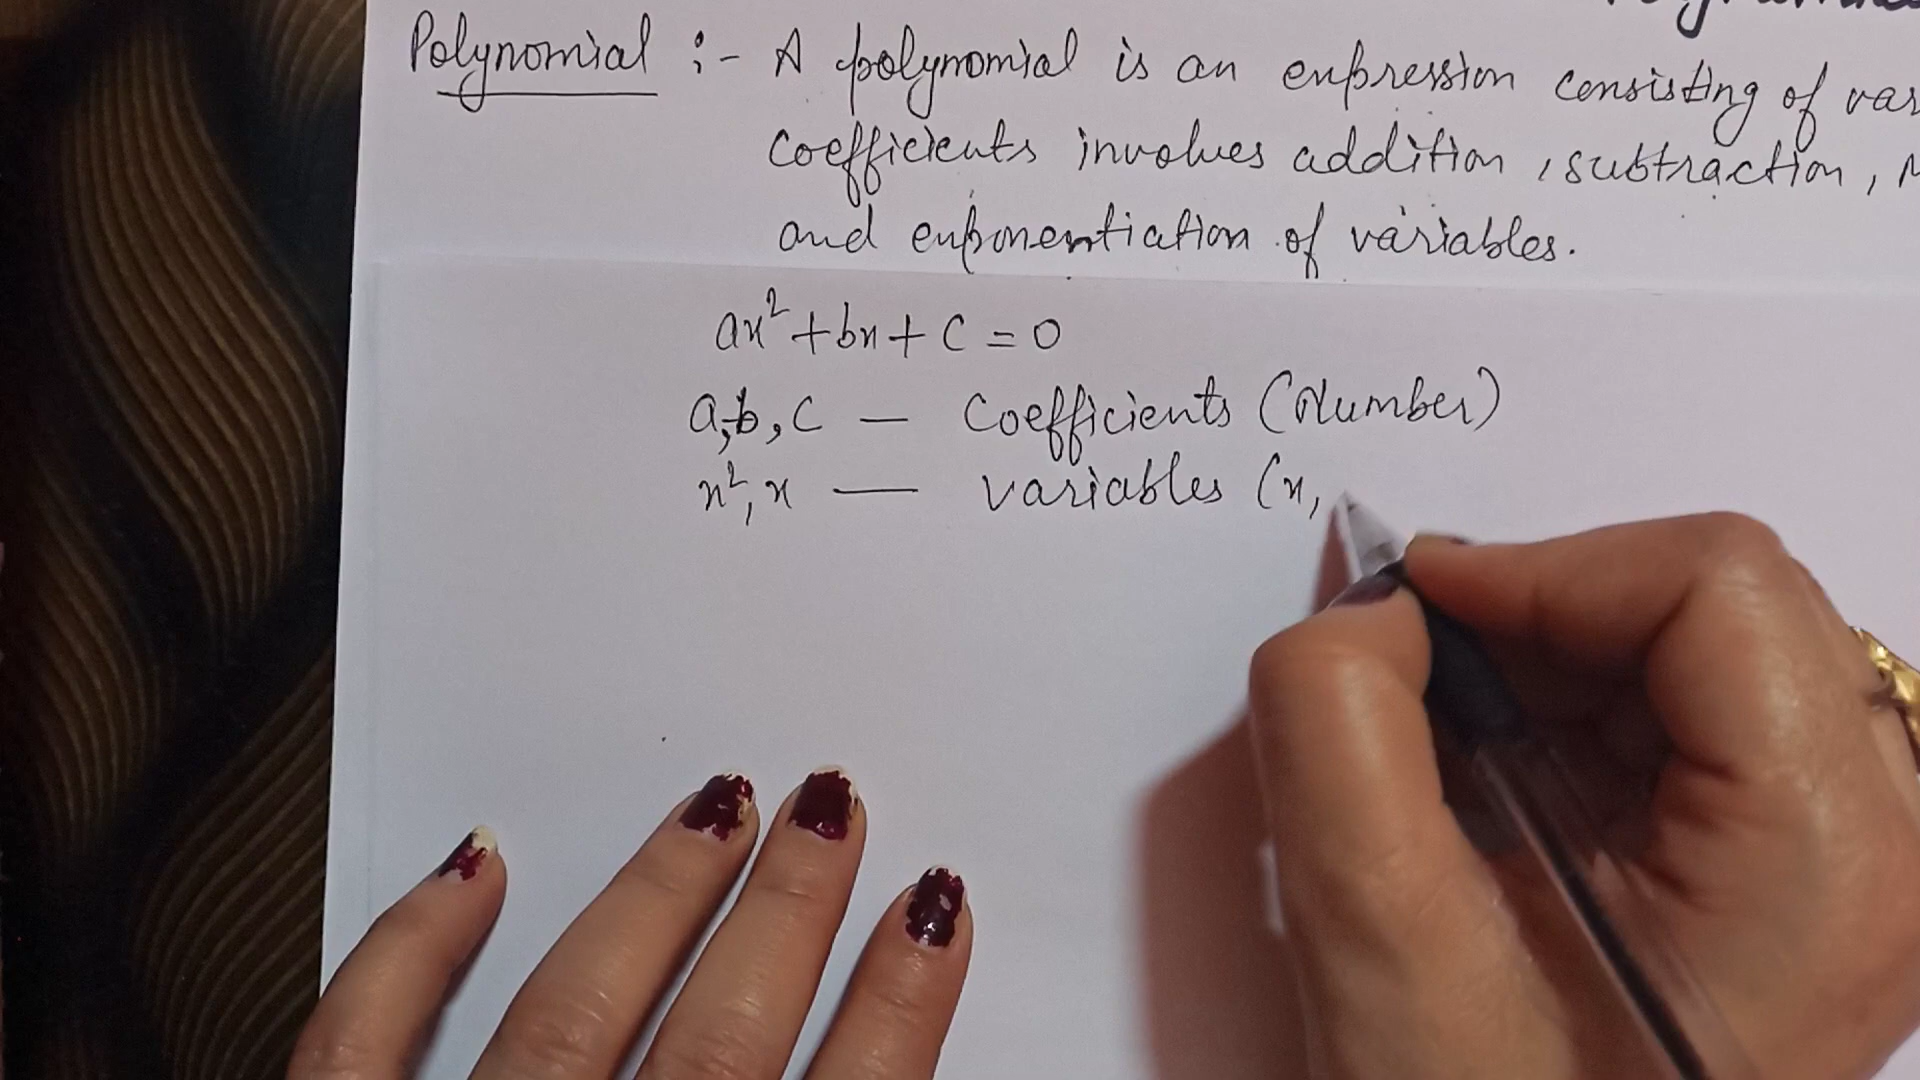 Polynomial :- A polynomial is an expression consisting of
coefficients involves addition, subtraction,
and exponentiation of variables.
ax² + bx + c = 0
a, b, c — Coefficients (Number)
x², x — variables (x,